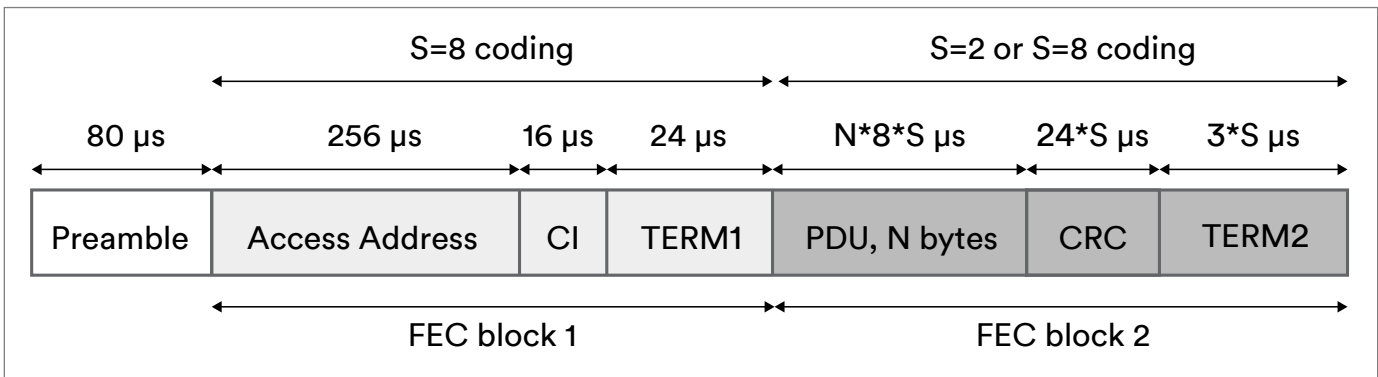 S=8 coding
S=2 or S=8 coding
80 µs
256 µs
16 µs
24 µs
N*8*S µs
24*S µs
3*S µs
Preamble
Access Address
CI
TERM1
PDU, N bytes
CRC
TERM2
FEC block 1
FEC block 2